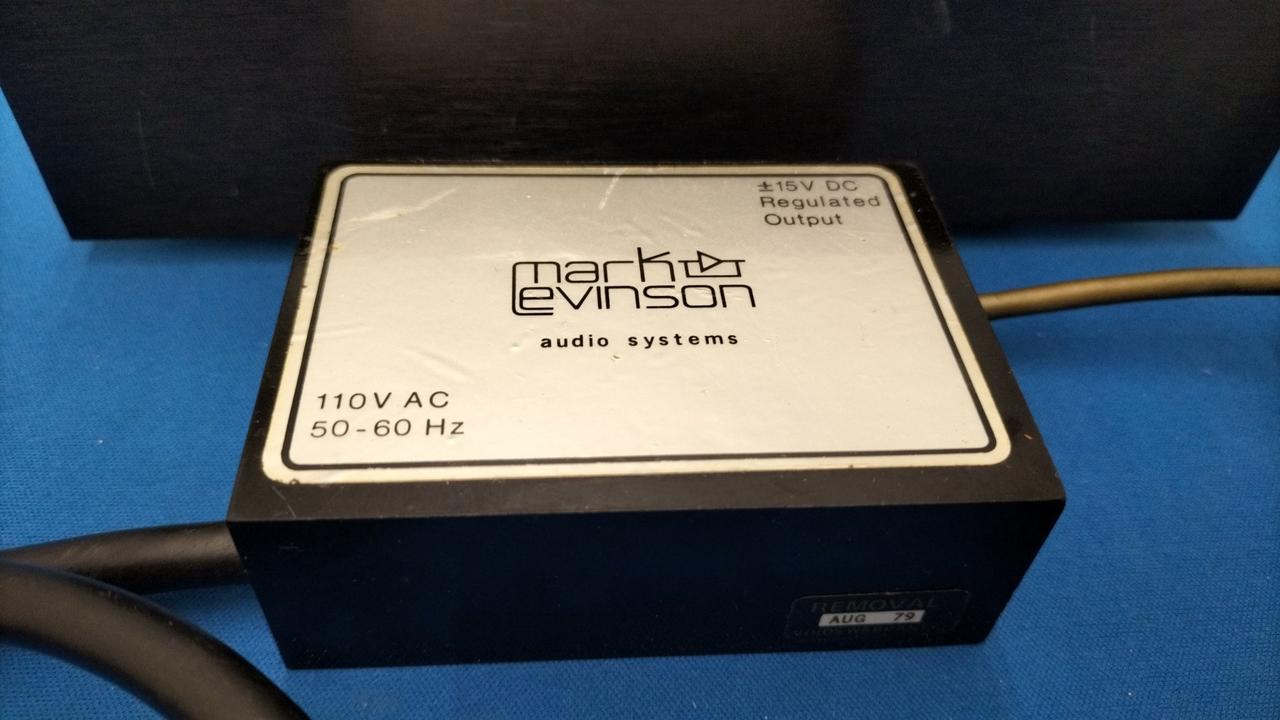 ±15V DC
Regulated
Output
mark
Levinson
audio systems
110V AC
50-60 Hz
REMOVAL
AUG 79